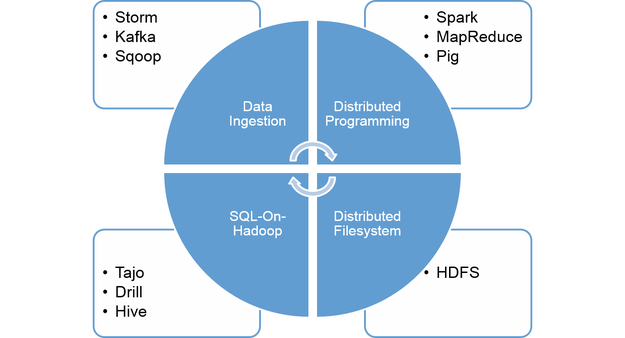 • Storm
• Kafka
• Sqoop
• Spark
• MapReduce
• Pig
Data
Ingestion
Distributed
Programming
SQL-On-
Hadoop
Distributed
Filesystem
• Tajo
• Drill
• Hive
• HDFS